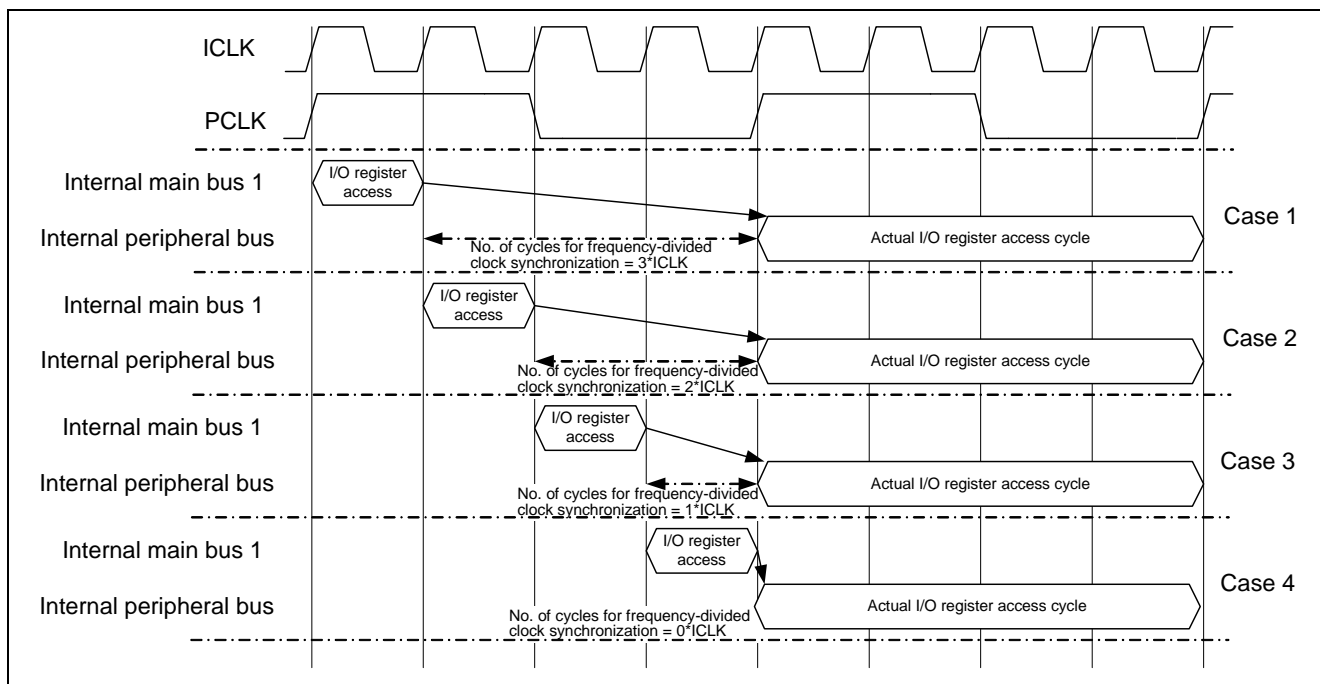 ICLK
PCLK
Internal main bus 1
I/O register
access
Case 1
Internal peripheral bus
Actual I/O register access cycle
No. of cycles for frequency-divided
clock synchronization = 3*ICLK
Internal main bus 1
I/O register
access
Case 2
Internal peripheral bus
Actual I/O register access cycle
No. of cycles for frequency-divided
clock synchronization = 2*ICLK
Internal main bus 1
I/O register
access
Case 3
Internal peripheral bus
Actual I/O register access cycle
No. of cycles for frequency-divided
clock synchronization = 1*ICLK
Internal main bus 1
I/O register
access
Case 4
Internal peripheral bus
Actual I/O register access cycle
No. of cycles for frequency-divided
clock synchronization = 0*ICLK